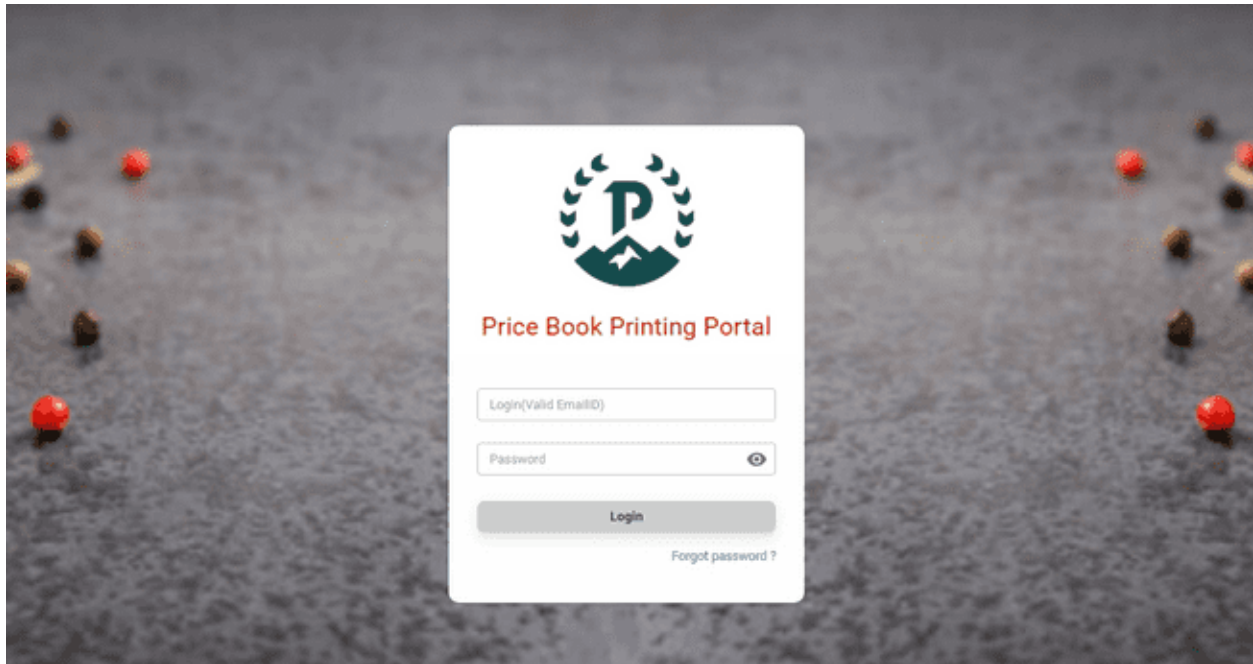 P
Price Book Printing Portal
Login(Valid EmailID)
Password
Login
Forgot password ?